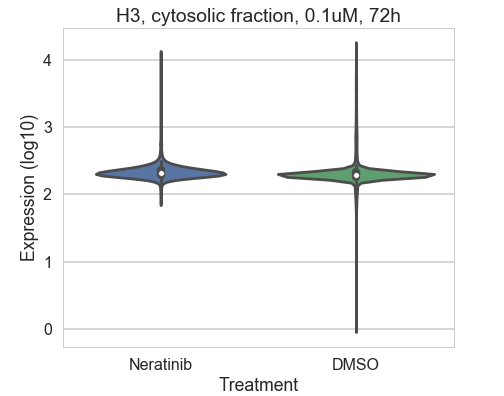 H3, cytosolic fraction, 0.1uM, 72h
Expression (log10)
4
3
2
1
0
Neratinib
DMSO
Treatment